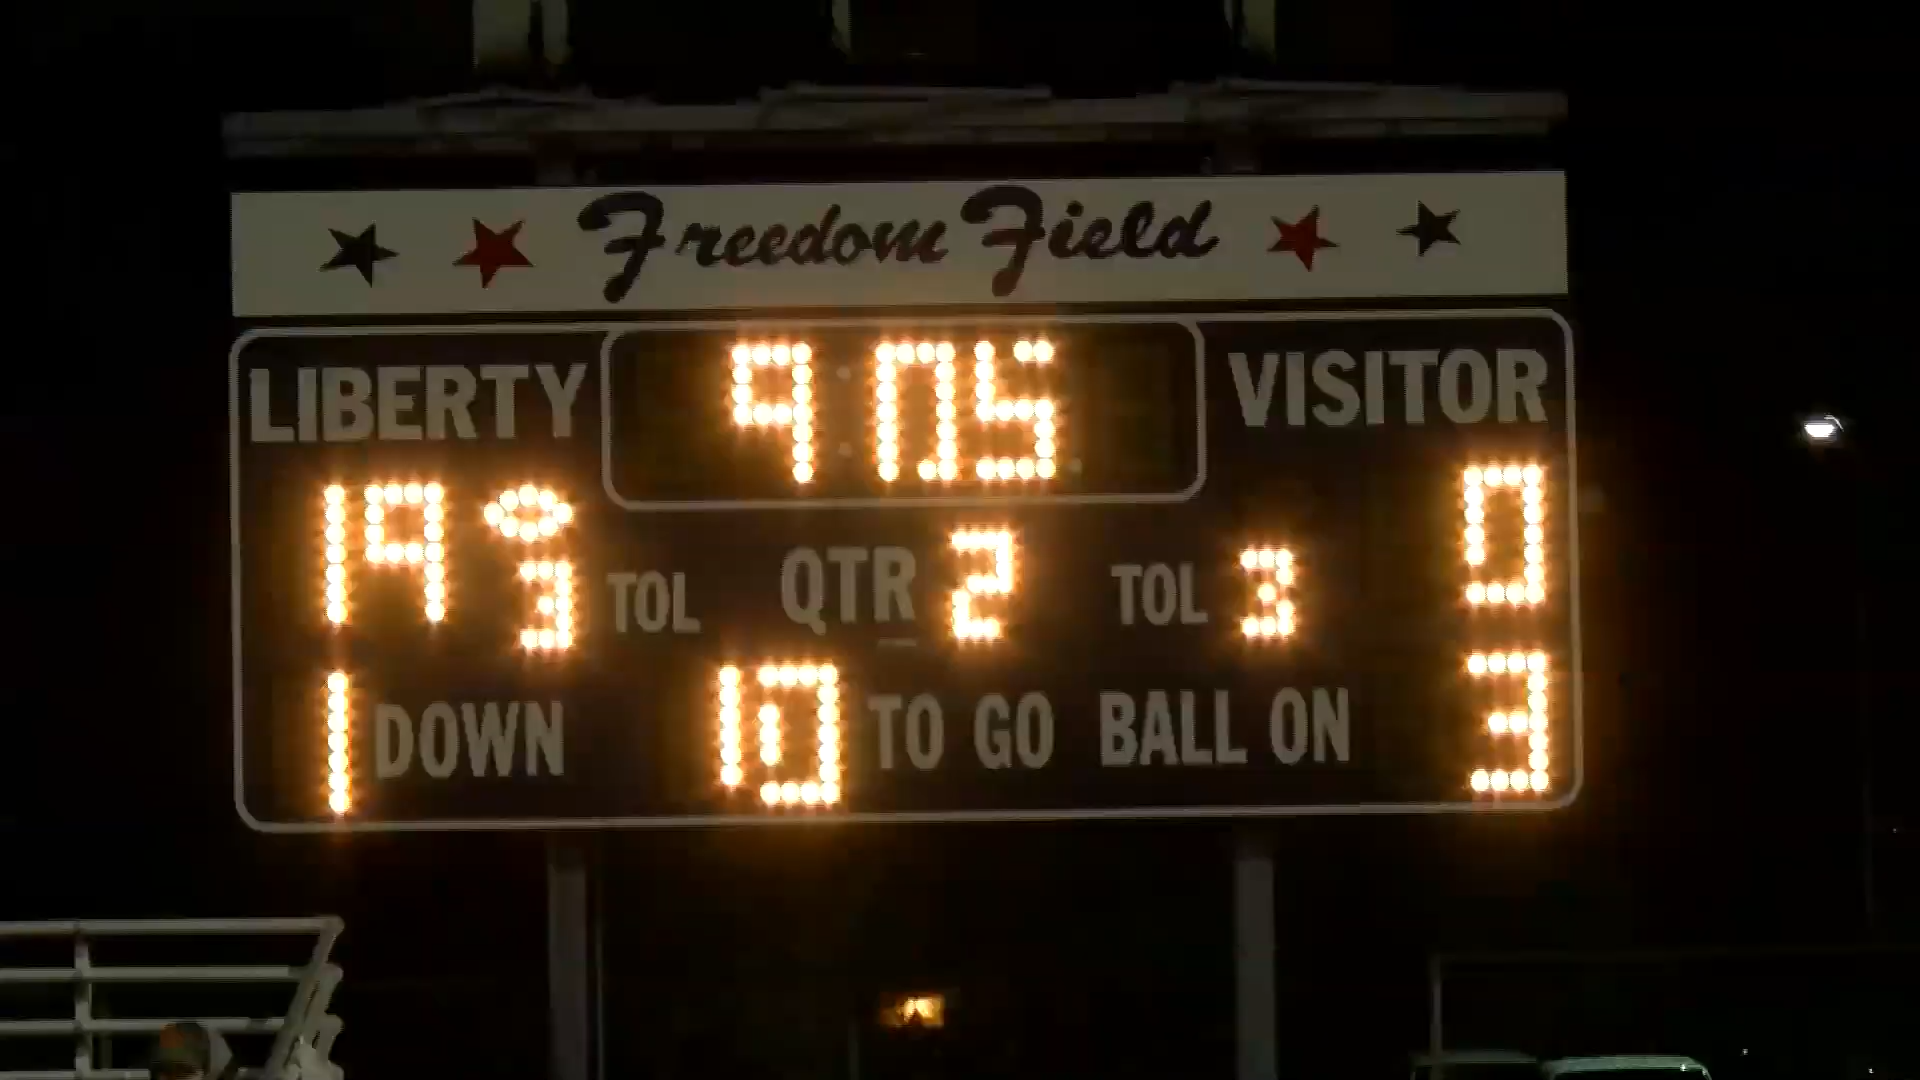 Freedom Field
LIBERTY 9:05 VISITOR
19 0
3 TOL QTR 2 TOL 3
1 DOWN 10 TO GO BALL ON 3